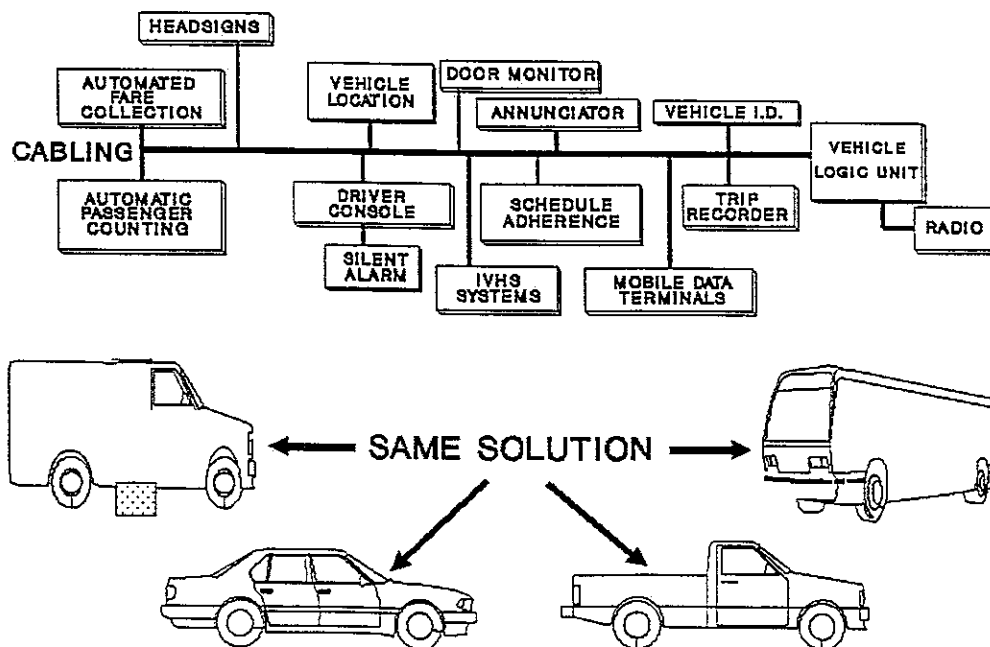 HEADSIGNS
AUTOMATED
FARE
COLLECTION
VEHICLE
LOCATION
DOOR MONITOR
ANNUNCIATOR
VEHICLE I.D.
CABLING
VEHICLE
LOGIC UNIT
AUTOMATIC
PASSENGER
COUNTING
DRIVER
CONSOLE
SCHEDULE
ADHERENCE
TRIP
RECORDER
RADIO
SILENT
ALARM
IVHS
SYSTEMS
MOBILE DATA
TERMINALS
SAME SOLUTION